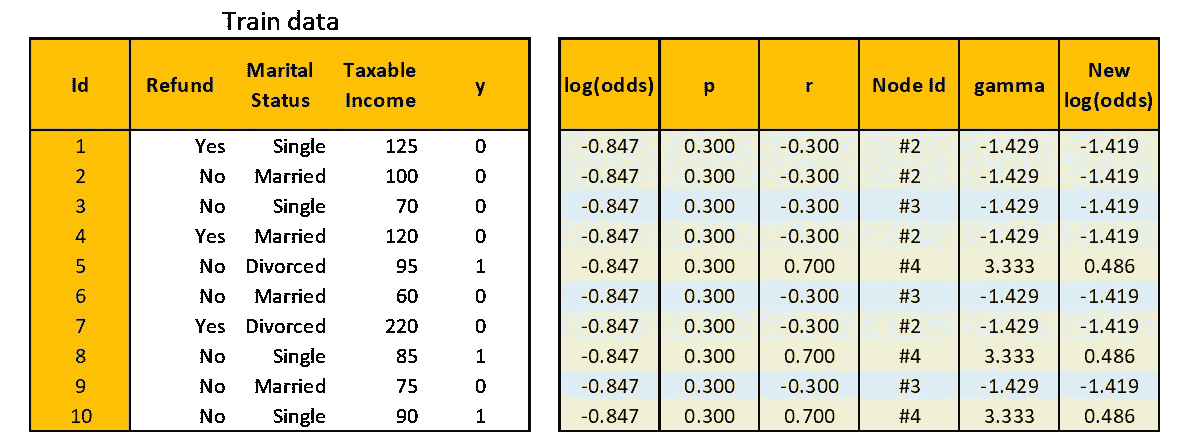 Train data
Id Refund Marital Status Taxable Income y log(odds) p r Node Id gamma New log(odds)
1 Yes Single 125 0 -0.847 0.300 -0.300 #2 -1.429 -1.419
2 No Married 100 0 -0.847 0.300 -0.300 #2 -1.429 -1.419
3 No Single 70 0 -0.847 0.300 -0.300 #3 -1.429 -1.419
4 Yes Married 120 0 -0.847 0.300 -0.300 #2 -1.429 -1.419
5 No Divorced 95 1 -0.847 0.300 0.700 #4 3.333 0.486
6 No Married 60 0 -0.847 0.300 -0.300 #3 -1.429 -1.419
7 Yes Divorced 220 0 -0.847 0.300 -0.300 #2 -1.429 -1.419
8 No Single 85 1 -0.847 0.300 0.700 #4 3.333 0.486
9 No Married 75 0 -0.847 0.300 -0.300 #3 -1.429 -1.419
10 No Single 90 1 -0.847 0.300 0.700 #4 3.333 0.486